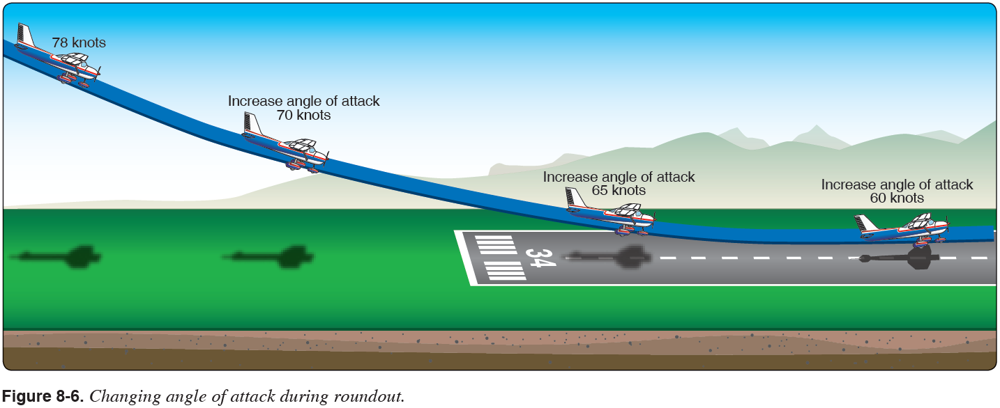 78 knots
Increase angle of attack
70 knots
Increase angle of attack
65 knots
Increase angle of attack
60 knots
34
Figure 8-6. Changing angle of attack during roundout.